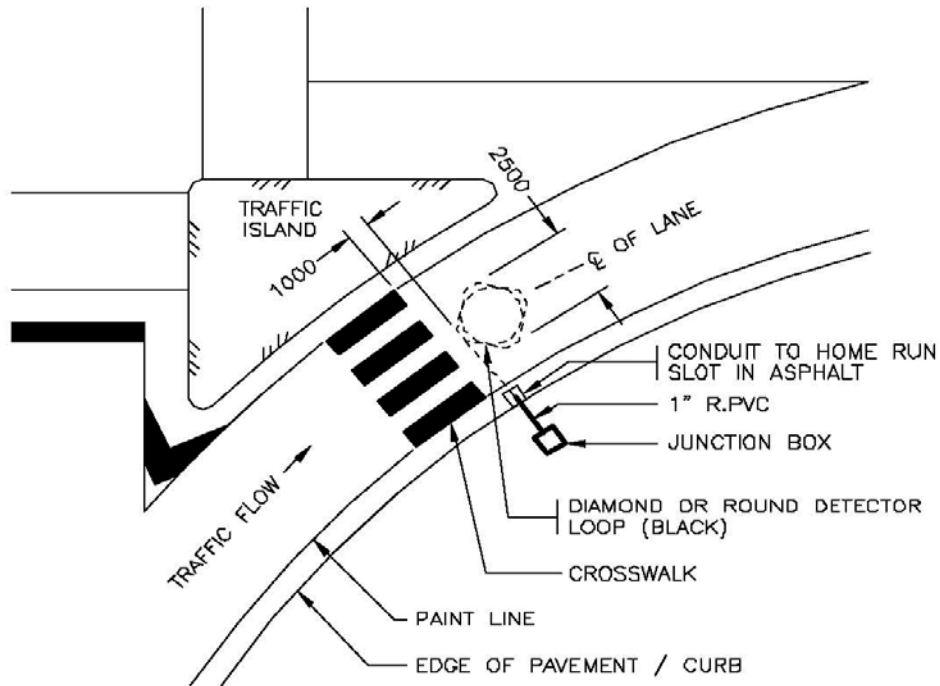 2500
TRAFFIC
ISLAND
1000
℄ OF LANE
CONDUIT TO HOME RUN
SLOT IN ASPHALT
1" R.PVC
JUNCTION BOX
DIAMOND OR ROUND DETECTOR
LOOP (BLACK)
TRAFFIC FLOW
CROSSWALK
PAINT LINE
EDGE OF PAVEMENT / CURB